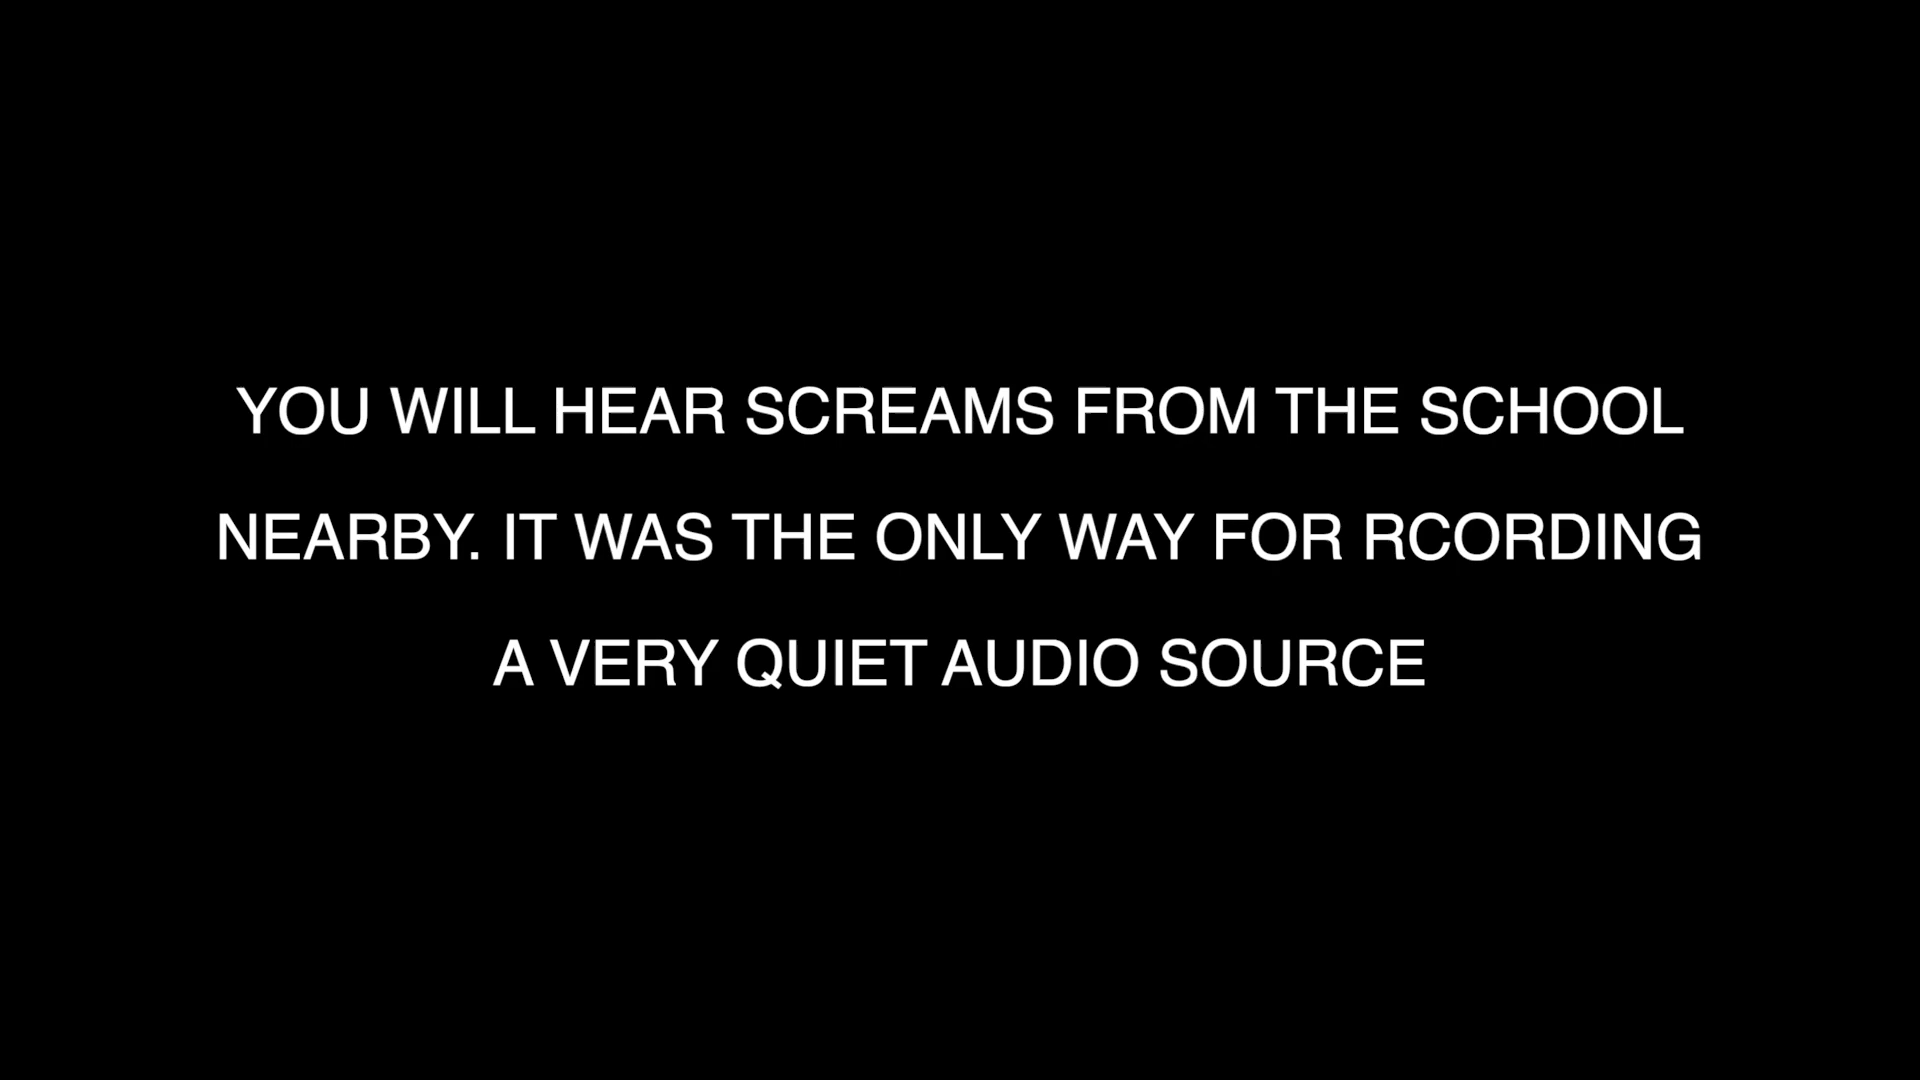 YOU WILL HEAR SCREAMS FROM THE SCHOOL
NEARBY. IT WAS THE ONLY WAY FOR RCORDING
A VERY QUIET AUDIO SOURCE